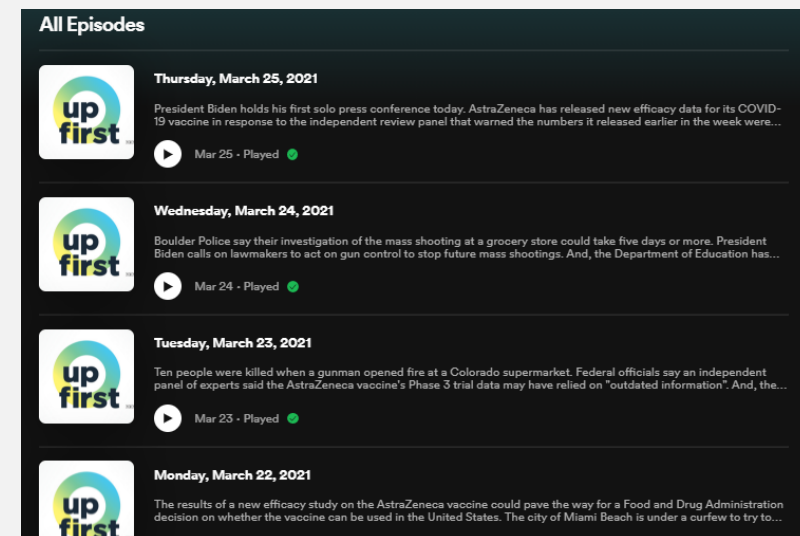 All Episodes
up
first
Thursday, March 25, 2021
President Biden holds his first solo press conference today. AstraZeneca has released new efficacy data for its COVID-
19 vaccine in response to the independent review panel that warned the numbers it released earlier in the week were...
Mar 25 • Played
up
first
Wednesday, March 24, 2021
Boulder Police say their investigation of the mass shooting at a grocery store could take five days or more. President
Biden calls on lawmakers to act on gun control to stop future mass shootings. And, the Department of Education has...
Mar 24 • Played
up
first
Tuesday, March 23, 2021
Ten people were killed when a gunman opened fire at a Colorado supermarket. Federal officials say an independent
panel of experts said the AstraZeneca vaccine's Phase 3 trial data may have relied on "outdated information". And, the...
Mar 23 • Played
up
first
Monday, March 22, 2021
The results of a new efficacy study on the AstraZeneca vaccine could pave the way for a Food and Drug Administration
decision on whether the vaccine can be used in the United States. The city of Miami Beach is under a curfew to try to...